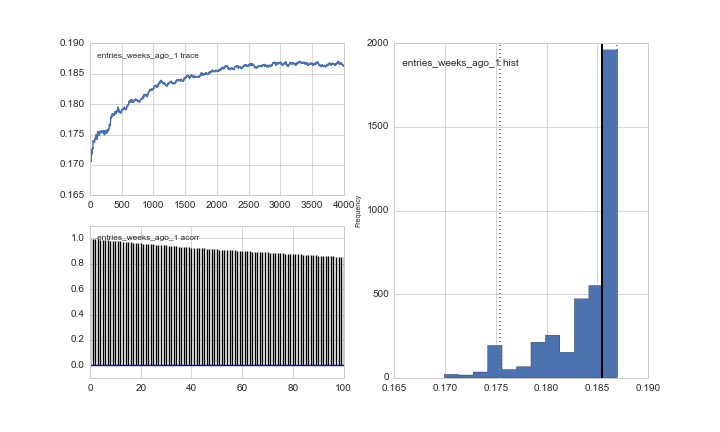 entries_weeks_ago_1 trace
0.190
0.185
0.180
0.175
0.170
0.165
0 500 1000 1500 2000 2500 3000 3500 4000
entries_weeks_ago_1 acorr
1.0
0.8
0.6
0.4
0.2
0.0
0 20 40 60 80 100
entries_weeks_ago_1 hist
Frequency
2000
1500
1000
500
0
0.165 0.170 0.175 0.180 0.185 0.190